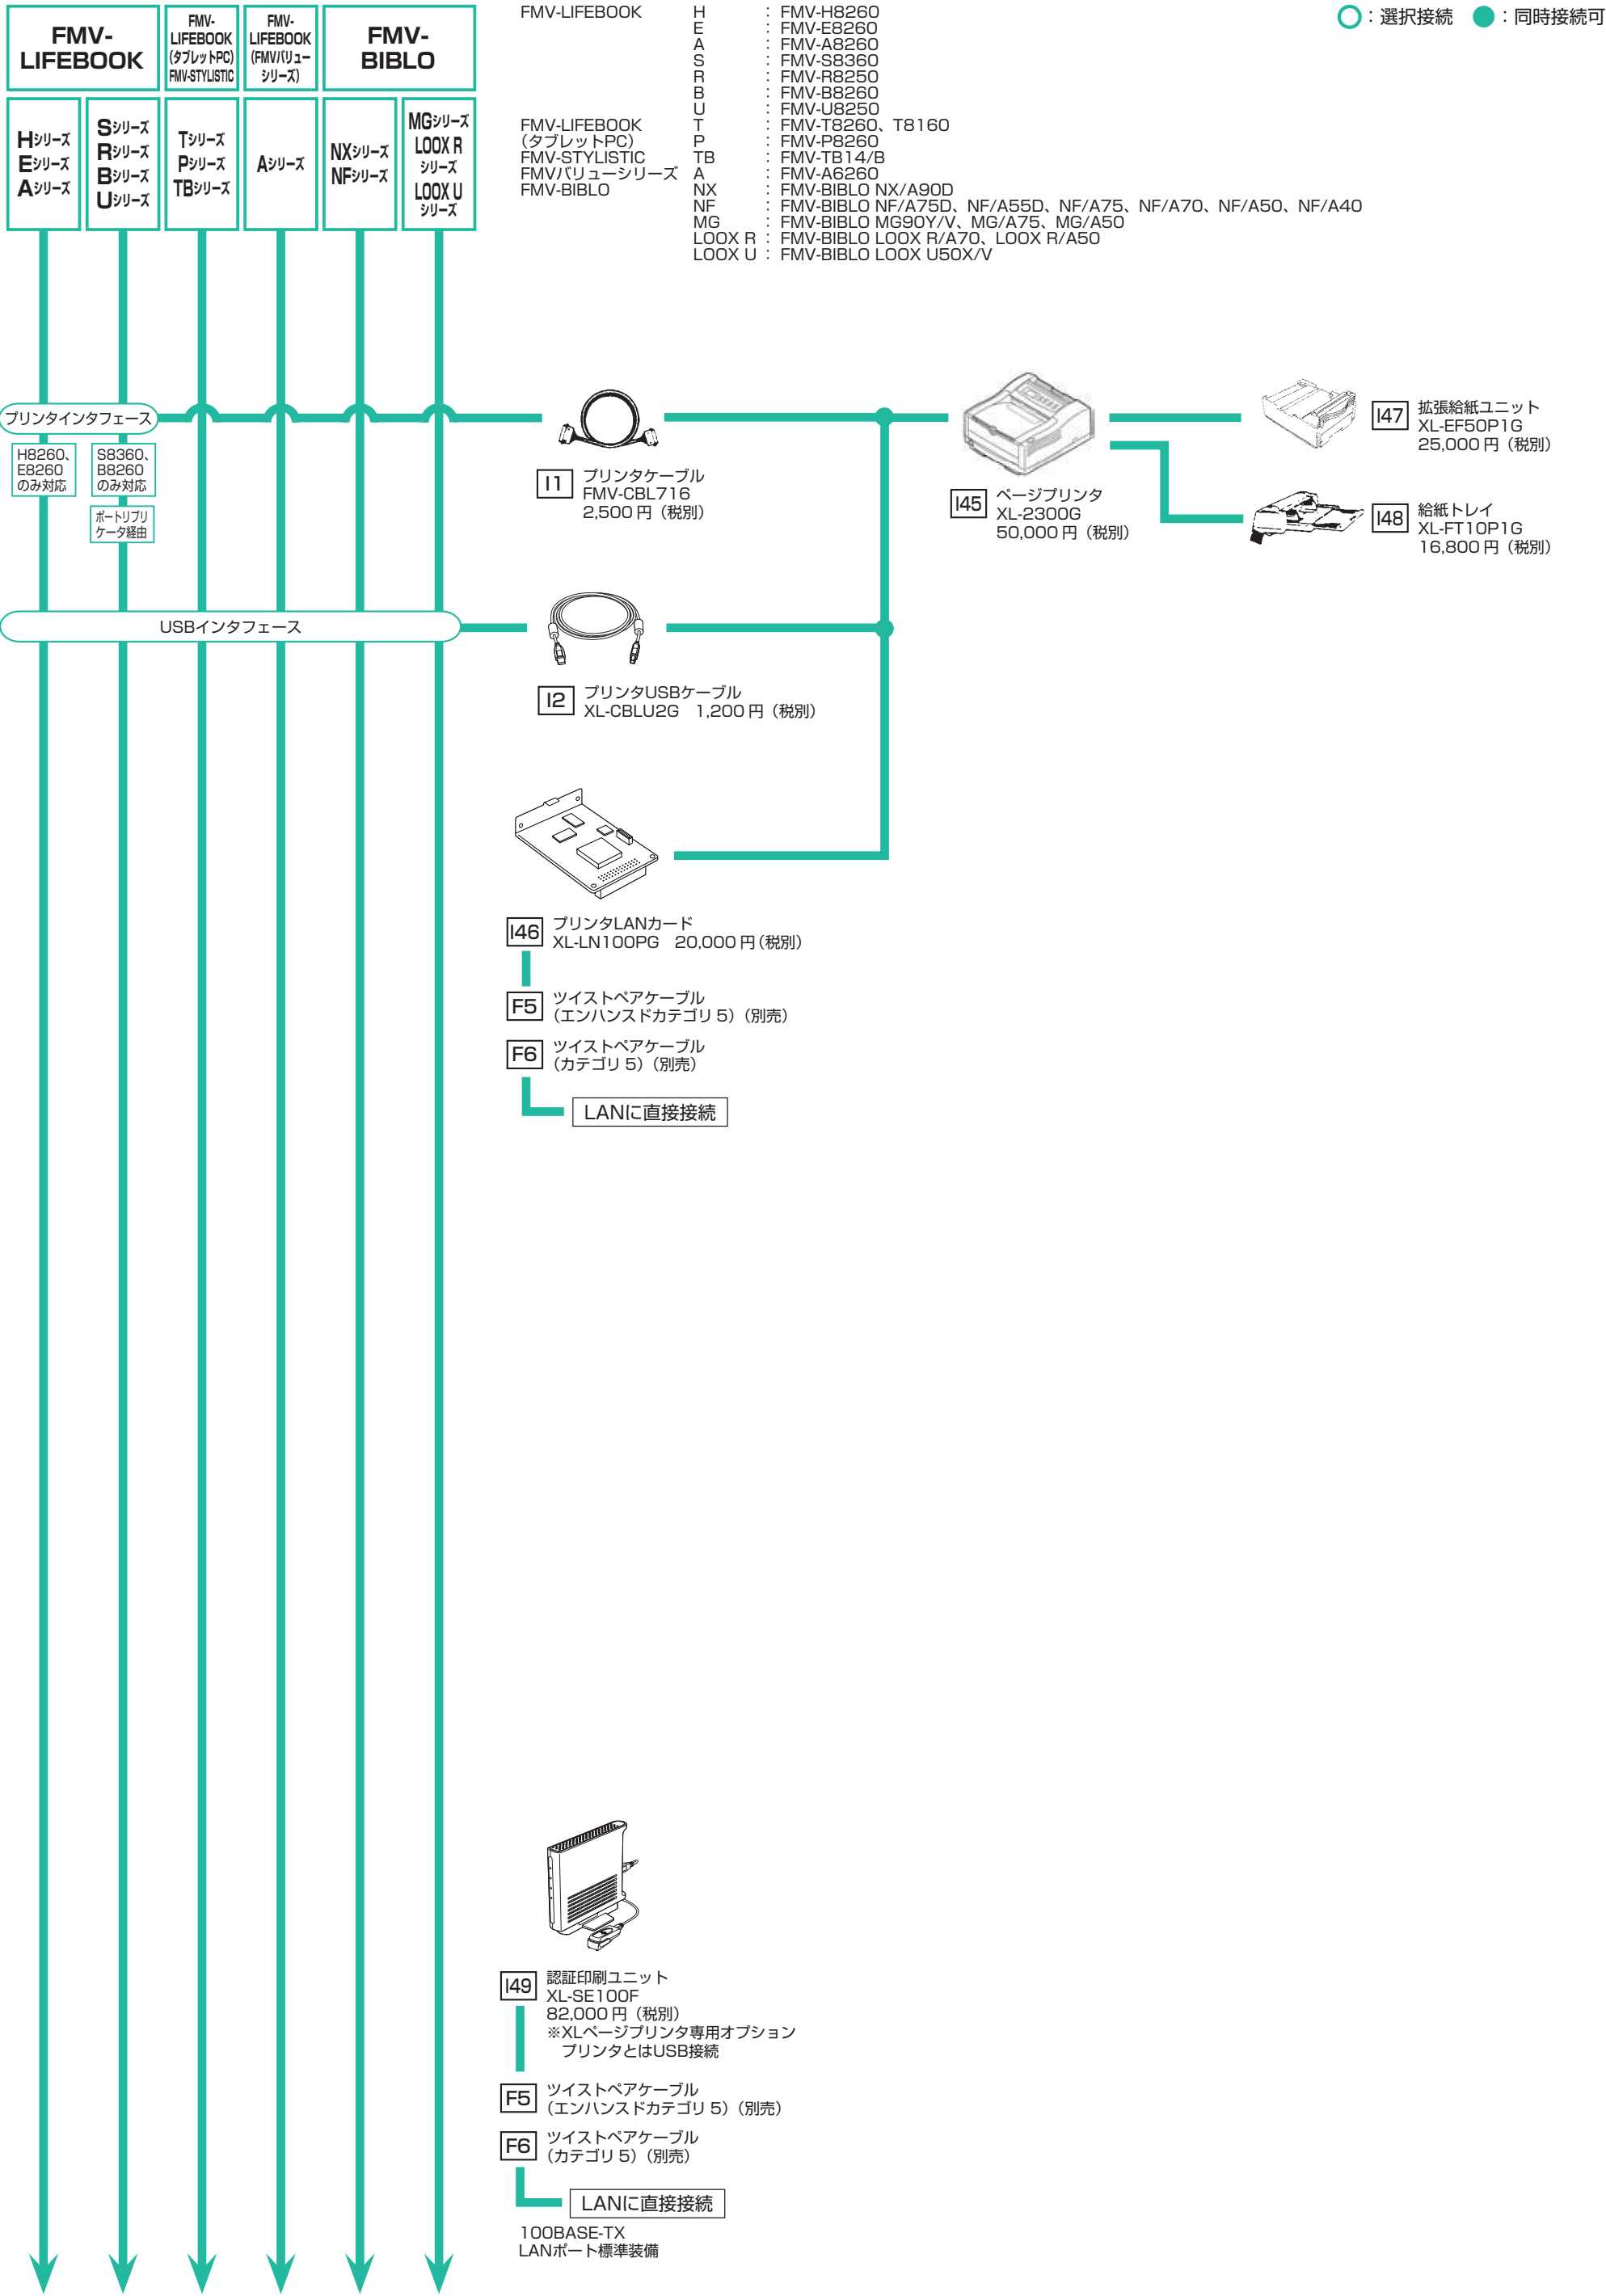 FMV-
LIFEBOOK
FMV-
LIFEBOOK
(タブレットPC)
FMV-STYLISTIC
FMV-
LIFEBOOK
(FMVバリュー
シリーズ)
FMV-
BIBLO
Hシリーズ
Eシリーズ
Aシリーズ
Sシリーズ
Rシリーズ
Bシリーズ
Uシリーズ
Tシリーズ
Pシリーズ
TBシリーズ
Aシリーズ
NXシリーズ
NFシリーズ
MGシリーズ
LOOX R
シリーズ
LOOX U
シリーズ
FMV-LIFEBOOK H : FMV-H8260
E : FMV-E8260
A : FMV-A8260
S : FMV-S8360
R : FMV-R8250
B : FMV-B8260
U : FMV-U8250
FMV-LIFEBOOK T : FMV-T8260、T8160
(タブレットPC) P : FMV-P8260
FMV-STYLISTIC TB : FMV-TB14/B
FMVバリューシリーズ A : FMV-A6260
FMV-BIBLO NX : FMV-BIBLO NX/A90D
NF : FMV-BIBLO NF/A75D、NF/A55D、NF/A75、NF/A70、NF/A50、NF/A40
MG : FMV-BIBLO MG90Y/V、MG/A75、MG/A50
LOOX R : FMV-BIBLO LOOX R/A70、LOOX R/A50
LOOX U : FMV-BIBLO LOOX U50X/V
：選択接続 ：同時接続可
プリンタインタフェース
H8260、
E8260
のみ対応
S8360、
B8260
のみ対応
ポートリプリ
ケータ経由
I1 プリンタケーブル
FMV-CBL716
2,500円（税別）
I45 ページプリンタ
XL-2300G
50,000円（税別）
I47 拡張給紙ユニット
XL-EF50P1G
25,000円（税別）
I48 給紙トレイ
XL-FT10P1G
16,800円（税別）
USBインタフェース
I2 プリンタUSBケーブル
XL-CBLU2G 1,200円（税別）
I46 プリンタLANカード
XL-LN100PG 20,000円（税別）
F5 ツイストペアケーブル
（エンハンスドカテゴリ5）（別売）
F6 ツイストペアケーブル
（カテゴリ5）（別売）
LANに直接接続
I49 認証印刷ユニット
XL-SE100F
82,000円（税別）
※XLページプリンタ専用オプション
プリンタとはUSB接続
F5 ツイストペアケーブル
（エンハンスドカテゴリ5）（別売）
F6 ツイストペアケーブル
（カテゴリ5）（別売）
LANに直接接続
100BASE-TX
LANポート標準装備